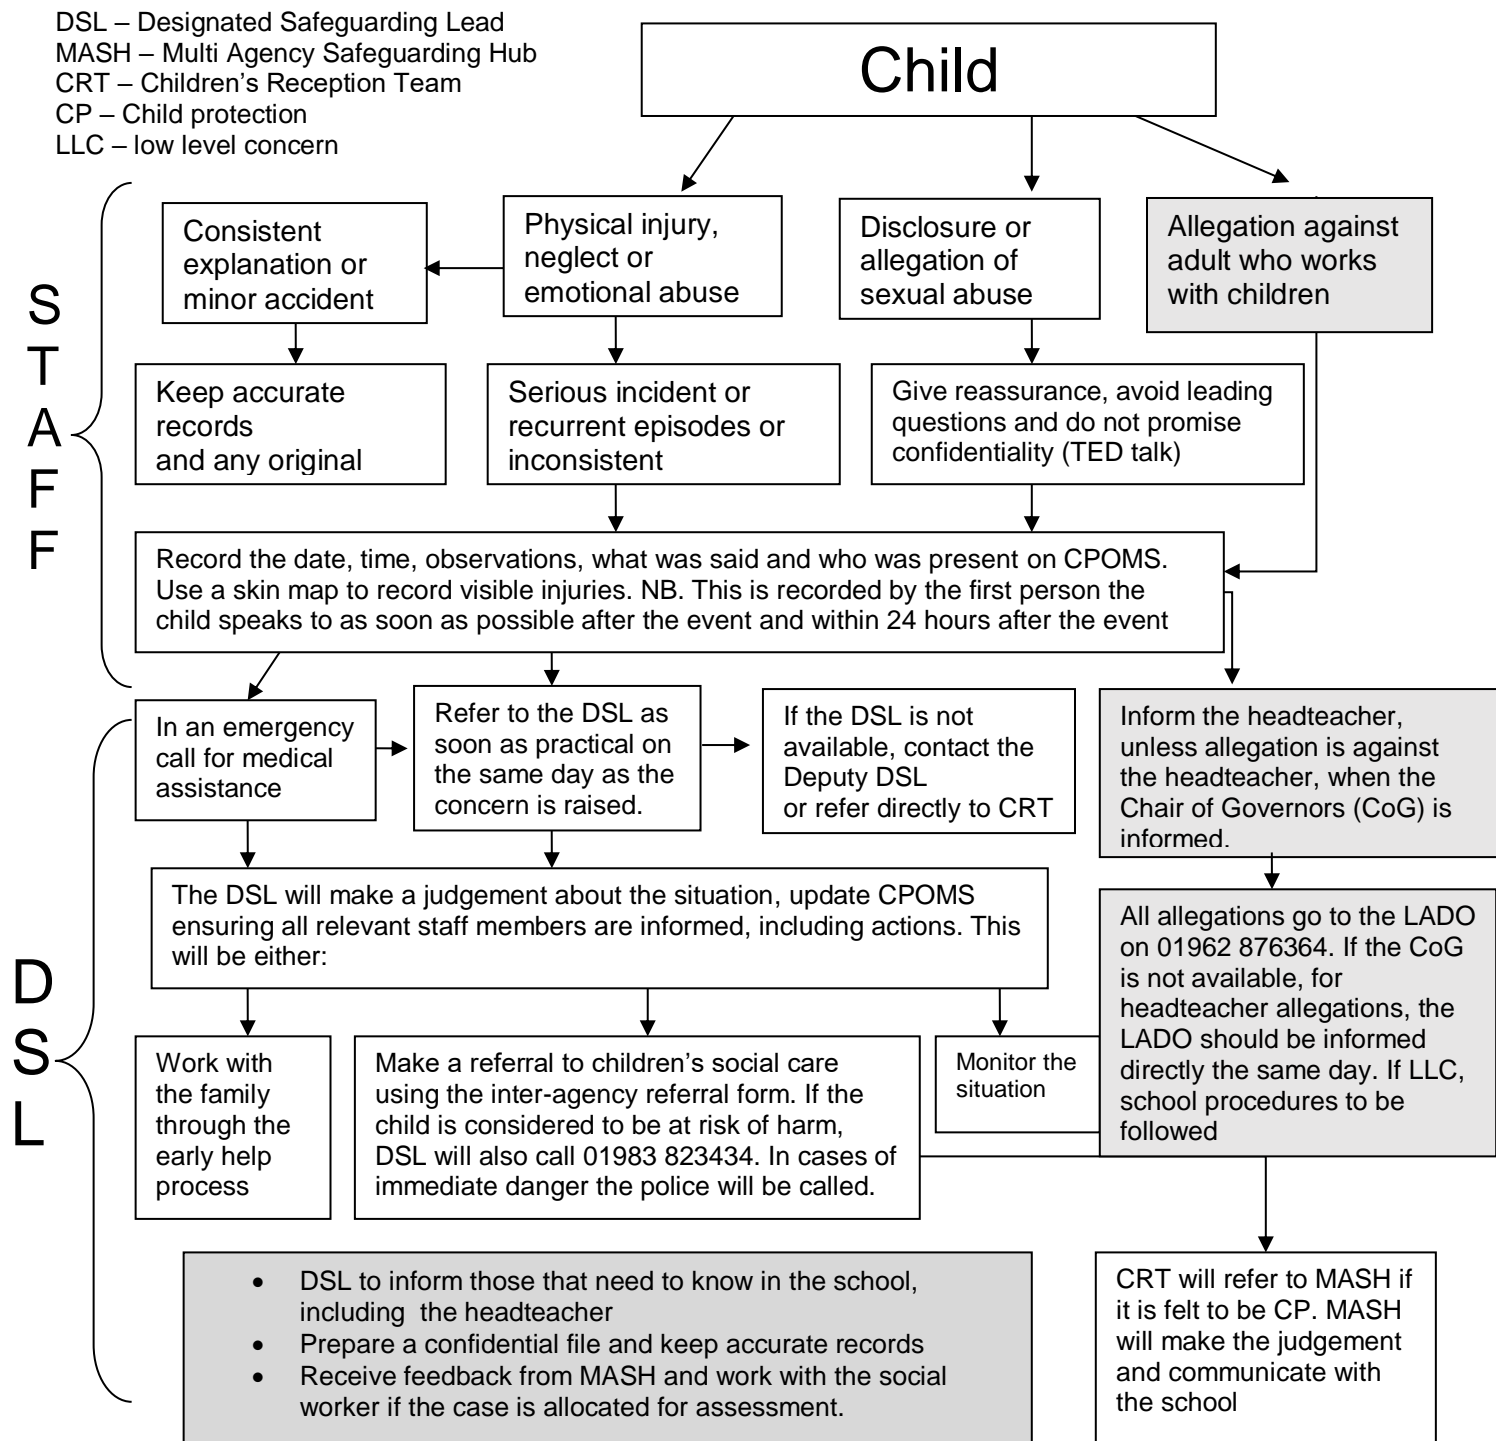 DSL – Designated Safeguarding Lead
MASH – Multi Agency Safeguarding Hub
CRT – Children's Reception Team
CP – Child protection
LLC – low level concern
Child
STAFF
Consistent
explanation or
minor accident
Physical injury,
neglect or
emotional abuse
Disclosure or
allegation of
sexual abuse
Allegation against
adult who works
with children
Keep accurate
records
and any original
Serious incident or
recurrent episodes or
inconsistent
Give reassurance, avoid leading
questions and do not promise
confidentiality (TED talk)
Record the date, time, observations, what was said and who was present on CPOMS.
Use a skin map to record visible injuries. NB. This is recorded by the first person the
child speaks to as soon as possible after the event and within 24 hours after the event
DSL
In an emergency
call for medical
assistance
Refer to the DSL as
soon as practical on
the same day as the
concern is raised.
If the DSL is not
available, contact the
Deputy DSL
or refer directly to CRT
Inform the headteacher,
unless allegation is against
the headteacher, when the
Chair of Governors (CoG) is
informed.
The DSL will make a judgement about the situation, update CPOMS
ensuring all relevant staff members are informed, including actions. This
will be either:
All allegations go to the LADO
on 01962 876364. If the CoG
is not available, for
headteacher allegations, the
LADO should be informed
directly the same day. If LLC,
school procedures to be
followed
Work with
the family
through the
early help
process
Make a referral to children's social care
using the inter-agency referral form. If the
child is considered to be at risk of harm,
DSL will also call 01983 823434. In cases of
immediate danger the police will be called.
Monitor the
situation
• DSL to inform those that need to know in the school,
including the headteacher
• Prepare a confidential file and keep accurate records
• Receive feedback from MASH and work with the social
worker if the case is allocated for assessment.
CRT will refer to MASH if
it is felt to be CP. MASH
will make the judgement
and communicate with
the school